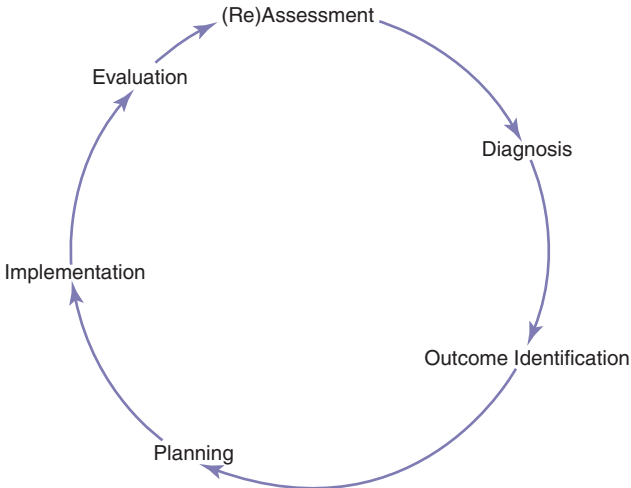 (Re)Assessment
Diagnosis
Outcome Identification
Planning
Implementation
Evaluation